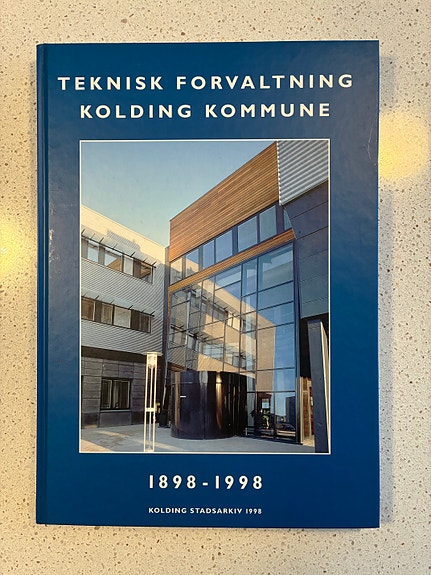 TEKNISK FORVALTNING
KOLDING KOMMUNE
1898-1998
KOLDING STADSARKIV 1998